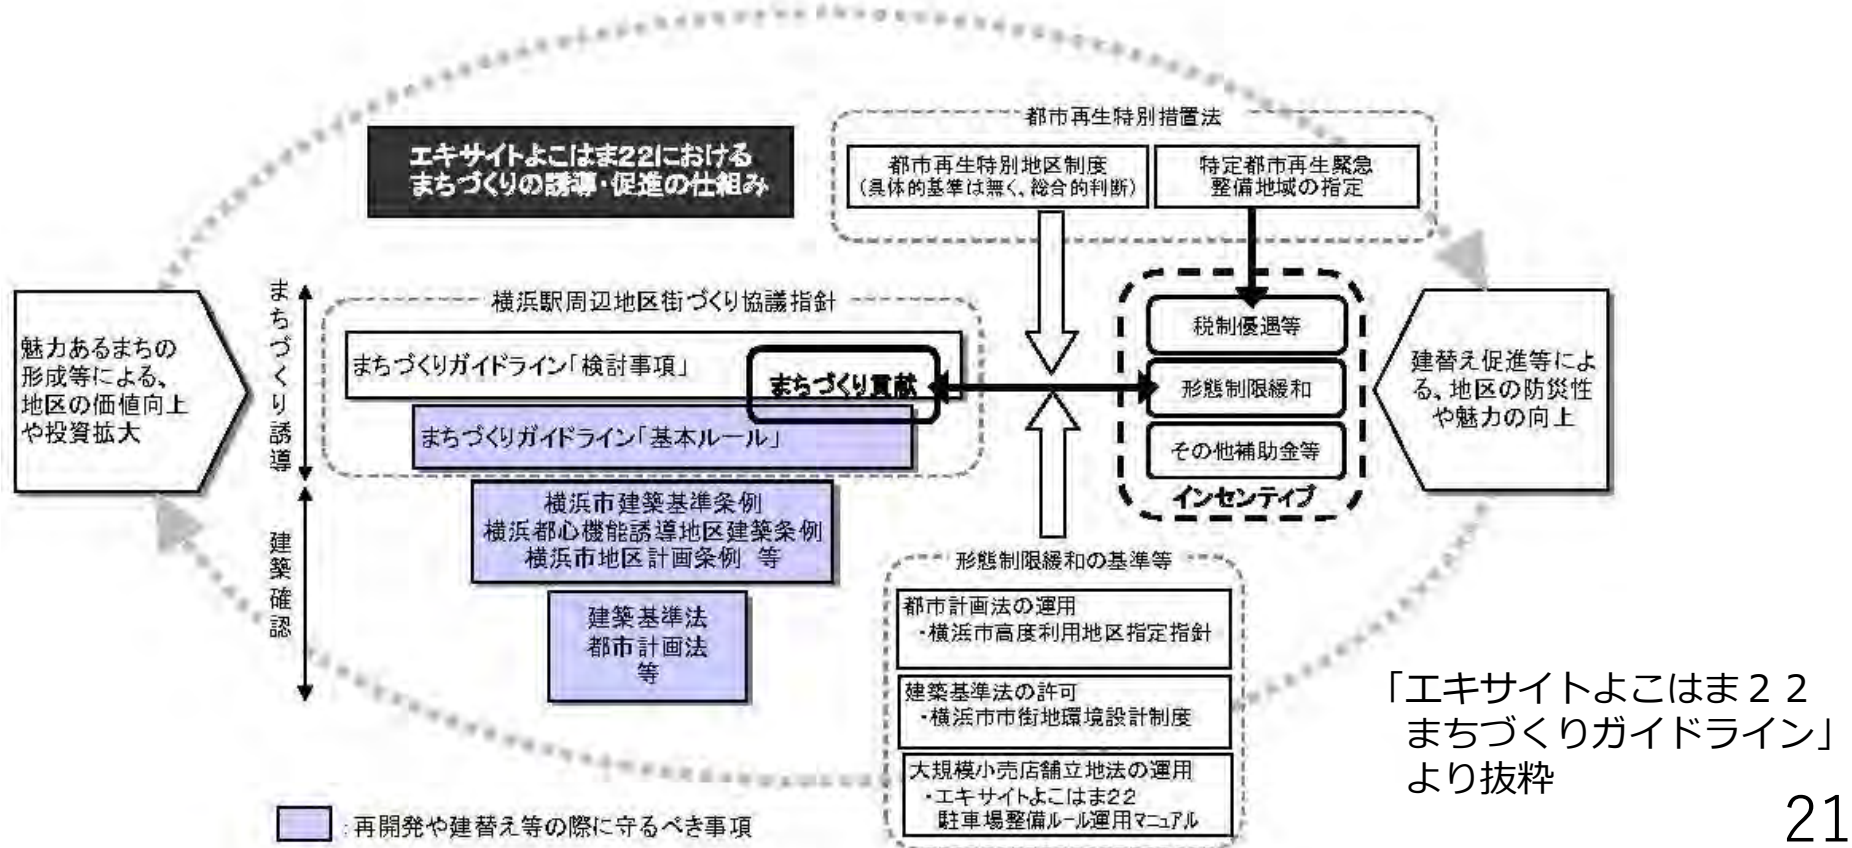 エキサイトよこはま22における
まちづくりの誘導・促進の仕組み
都市再生特別措置法
都市再生特別地区制度
(具体的基準は無く、総合的判断)
特定都市再生緊急
整備地域の指定
魅力あるまちの
形成等による、
地区の価値向上
や投資拡大
まちづくり誘導
建築確認
横浜駅周辺地区街づくり協議指針
まちづくりガイドライン「検討事項」
まちづくり貢献
まちづくりガイドライン「基本ルール」
横浜市建築基準条例
横浜都心機能誘導地区建築条例
横浜市地区計画条例 等
建築基準法
都市計画法
等
税制優遇等
形態制限緩和
その他補助金等
インセンティブ
建替え促進等によ
る、地区の防災性
や魅力の向上
形態制限緩和の基準等
都市計画法の運用
・横浜市高度利用地区指定指針
建築基準法の許可
・横浜市市街地環境設計制度
大規模小売店舗立地法の運用
・エキサイトよこはま22
駐車場整備ルール運用マニュアル
:再開発や建替え等の際に守るべき事項
「エキサイトよこはま22
まちづくりガイドライン」
より抜粋
21